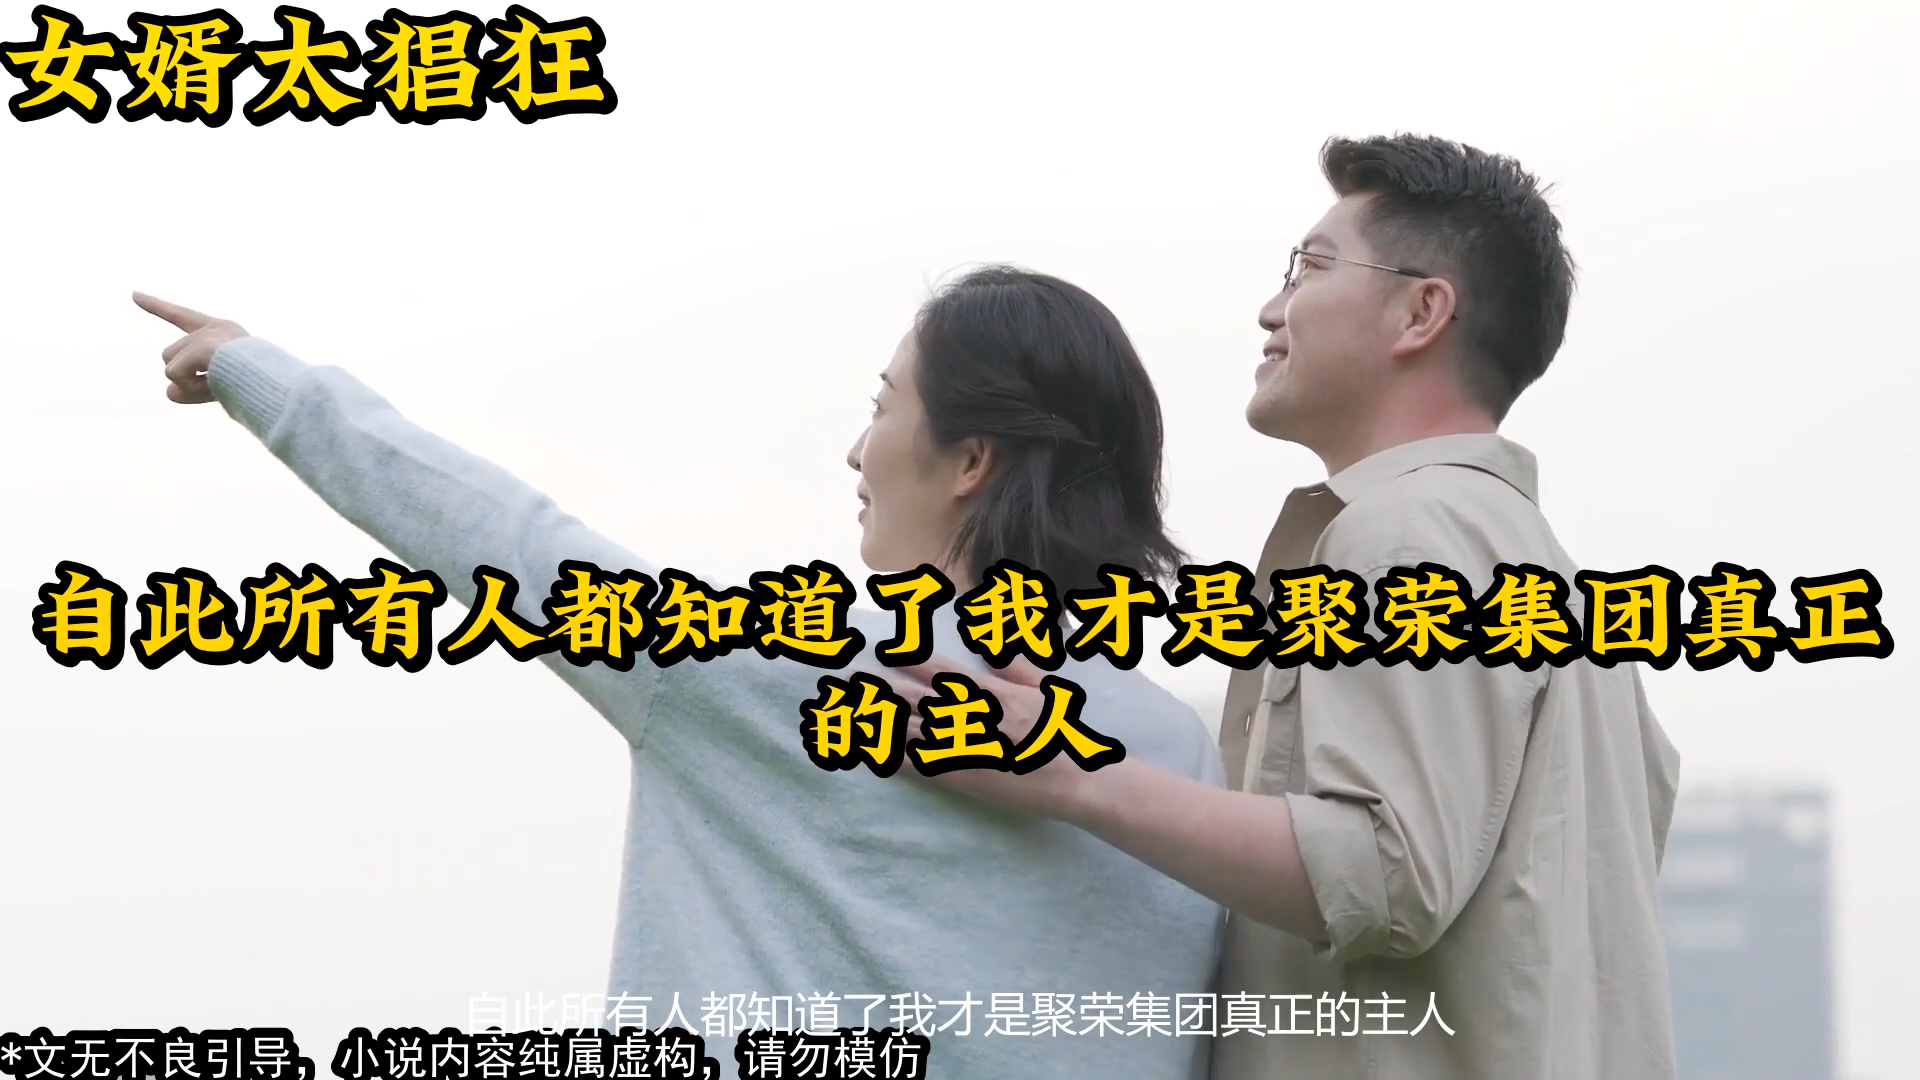 女婿太猖狂
自此所有人都知道了我才是聚荣集团真正
的主人
自此所有人都知道了我才是聚荣集团真正的主人
*文无不良引导，小说内容纯属虚构，请勿模仿